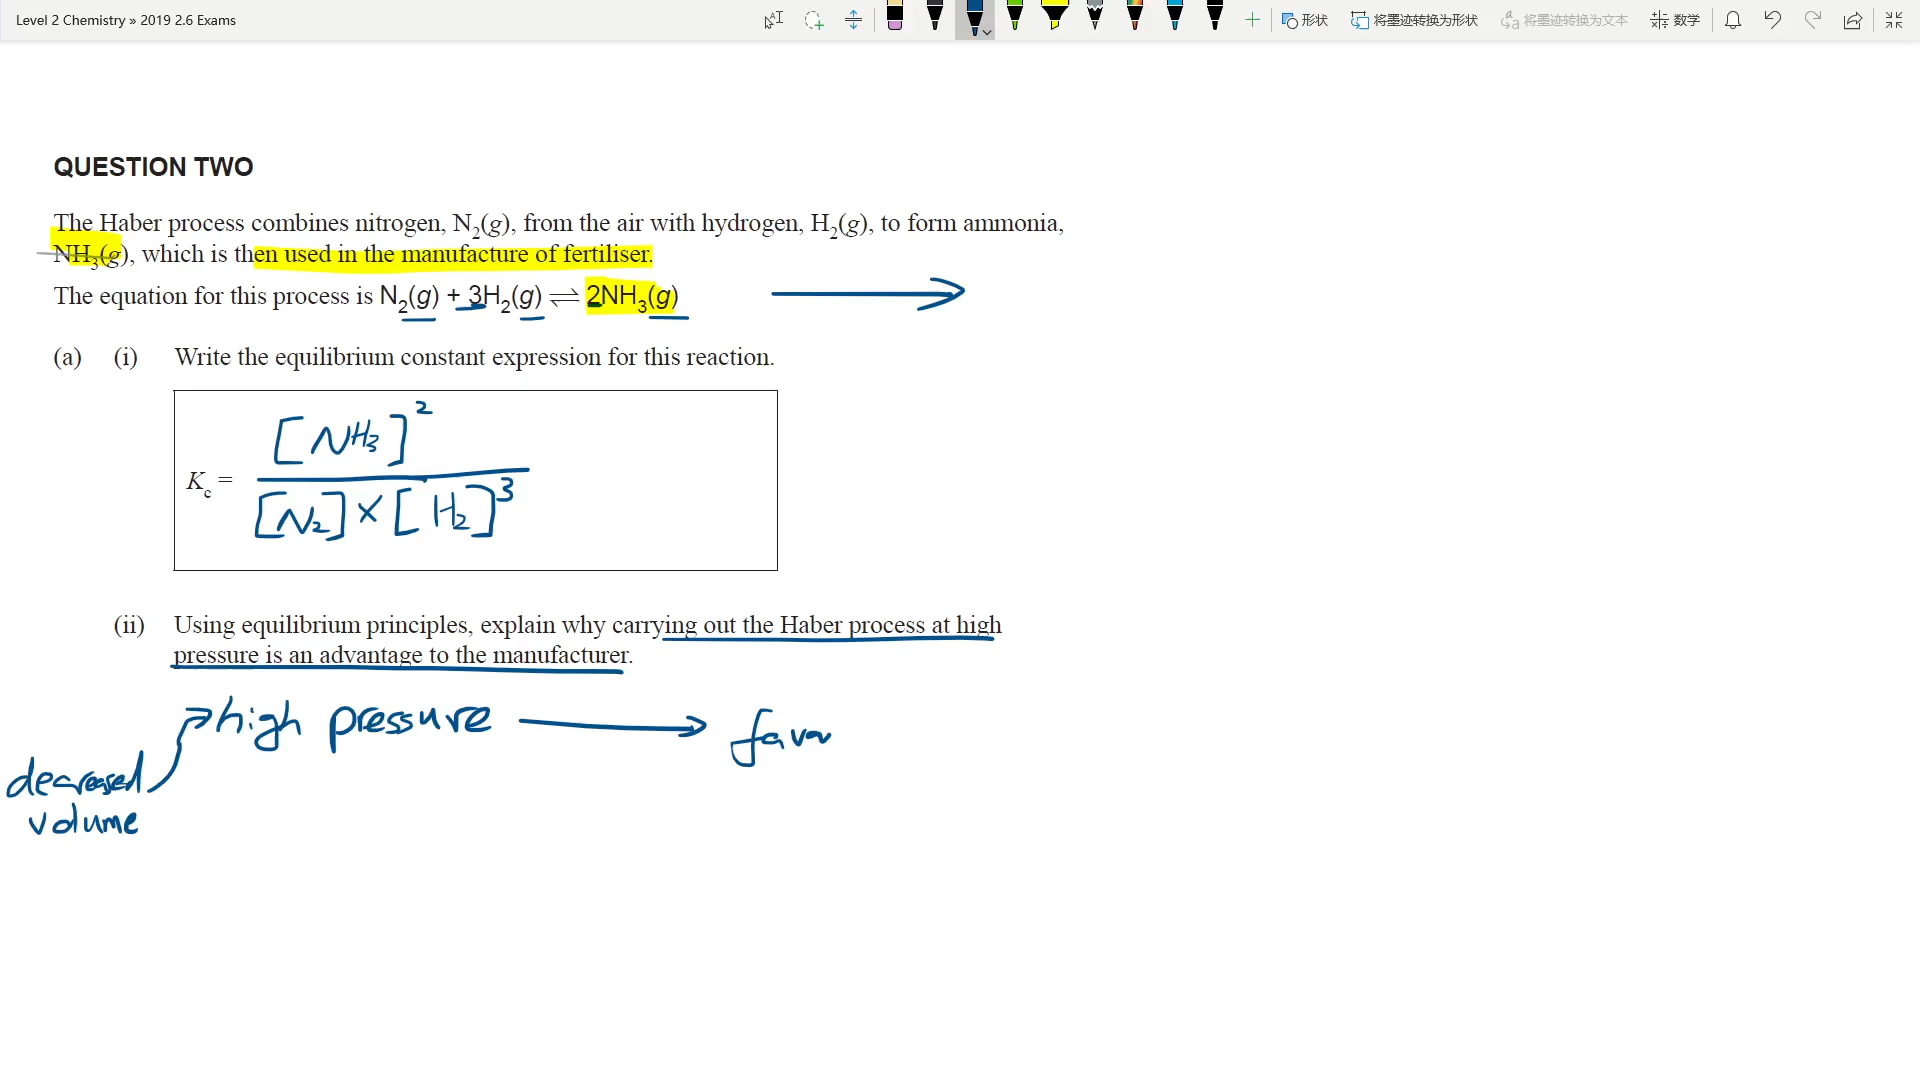 Level 2 Chemistry » 2019 2.6 Exams
形状 将墨迹转换为形状 将墨迹转换为文本 数学
QUESTION TWO
The Haber process combines nitrogen, N₂(g), from the air with hydrogen, H₂(g), to form ammonia,
NH₃(g), which is then used in the manufacture of fertiliser.
The equation for this process is N₂(g) + 3H₂(g) ⇌ 2NH₃(g)
(a) (i) Write the equilibrium constant expression for this reaction.
[NH₃]²
K_c =
[N₂] × [H₂]³
(ii) Using equilibrium principles, explain why carrying out the Haber process at high
pressure is an advantage to the manufacturer.
high pressure → favo
decreased
volume